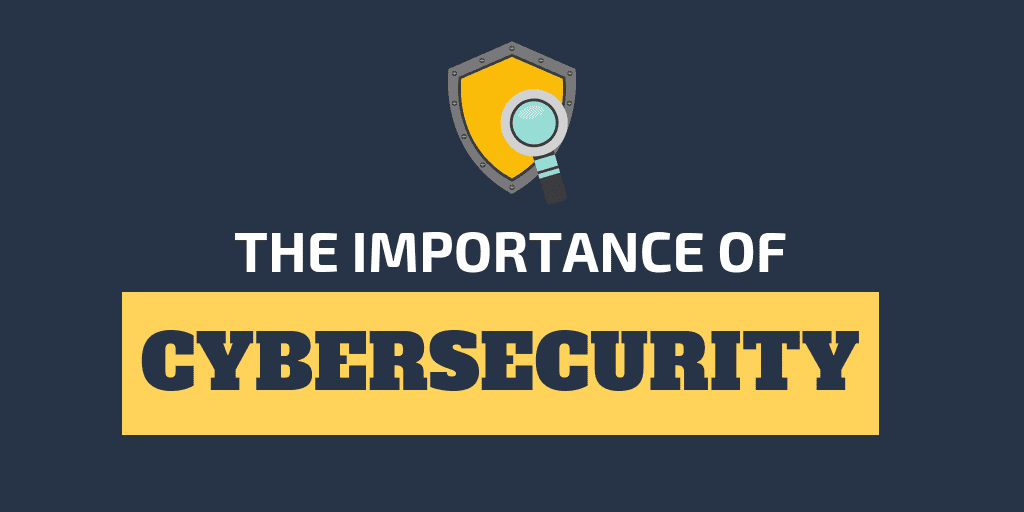 THE IMPORTANCE OF
CYBERSECURITY